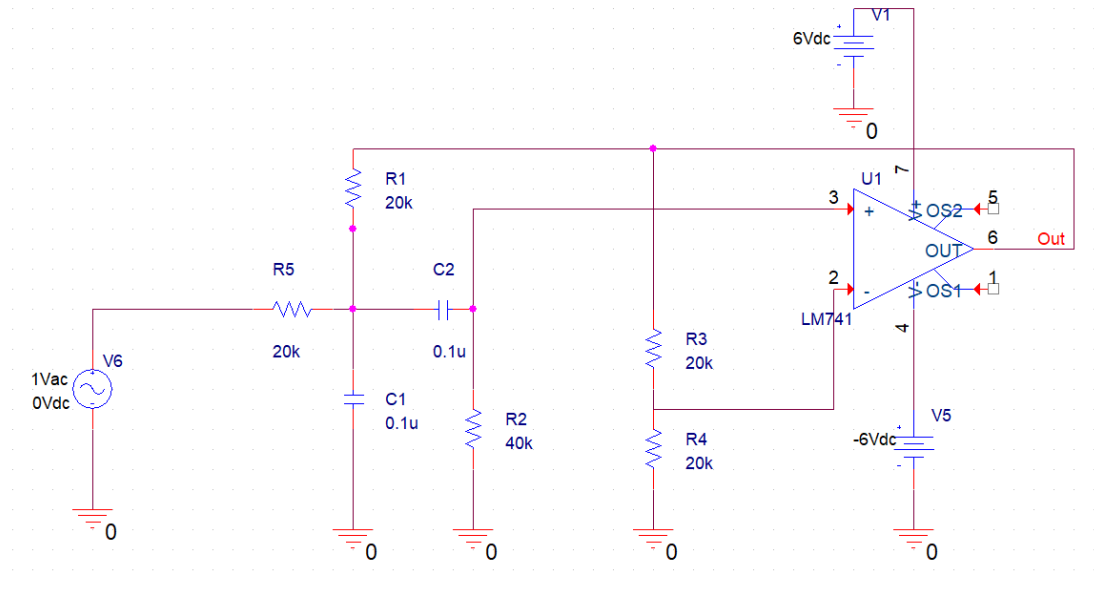 V1
6Vdc
+
-
0
R1
20k
7
U1
3
+
V+
OS2
5
R5
C2
OUT
6
Out
2
-
V-
OS1
1
LM741
4
20k
0.1u
R3
20k
V6
+
1Vac
0Vdc
-
C1
0.1u
R2
40k
R4
20k
V5
+
-6Vdc
-
0
0
0
0
0